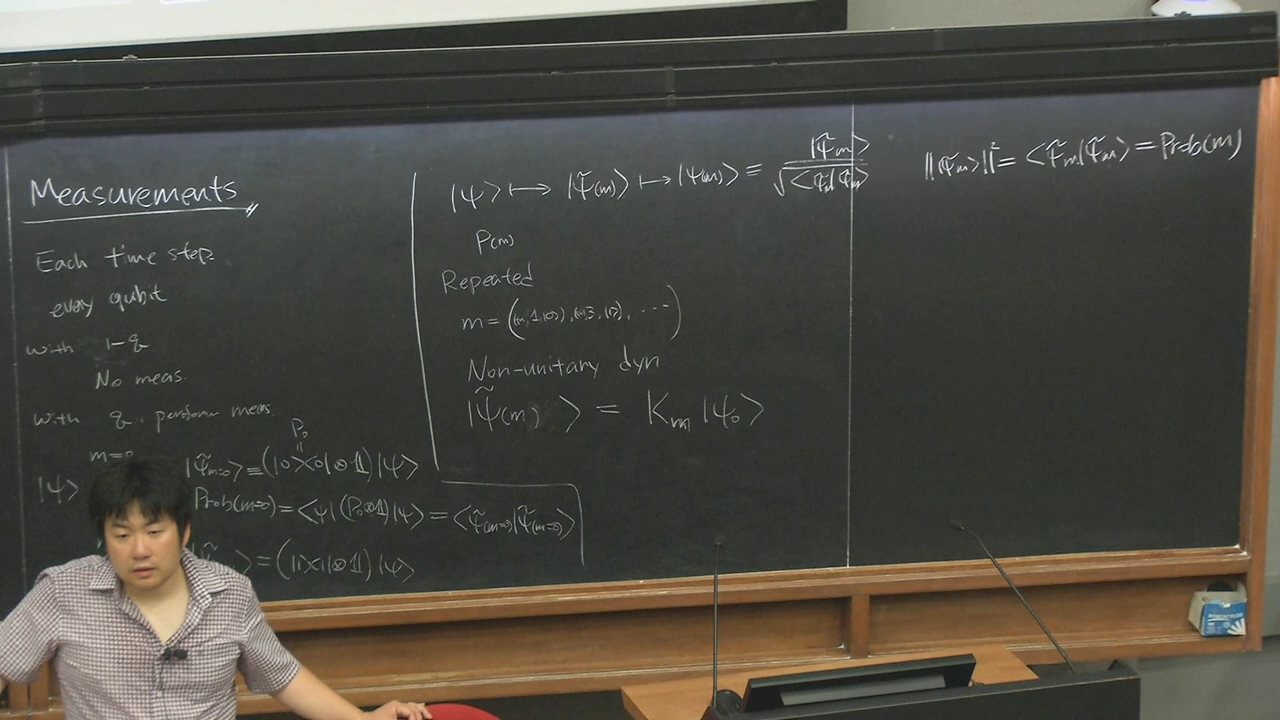 Measurements
Each time step
every qubit
with 1-q
No meas.
with q, perform meas.
m=0
|ψ⟩
P₀
||
|ψ̃ₘ₌₀⟩ = (|0⟩⟨0|⊗𝟙)|ψ⟩
Prob(m=0) = ⟨ψ|(P₀⊗𝟙)|ψ⟩ = ⟨ψ̃(m=0)|ψ̃(m=0)⟩
⟩ = (|1⟩⟨1|⊗𝟙)|ψ⟩
|ψ⟩ ↦ |ψ̃(m)⟩ ↦ |ψ(m)⟩ ≡ |ψ̃ₘ⟩ / √⟨ψ̃ₘ|ψ̃ₘ⟩
P(m)
Repeated
m = ( , ···)
Non-unitary dyn
|ψ̃(m)⟩ = Kₘ|ψ₀⟩
|| |ψ̃ₘ⟩ ||² = ⟨ψ̃ₘ|ψ̃ₘ⟩ = Prob(m)